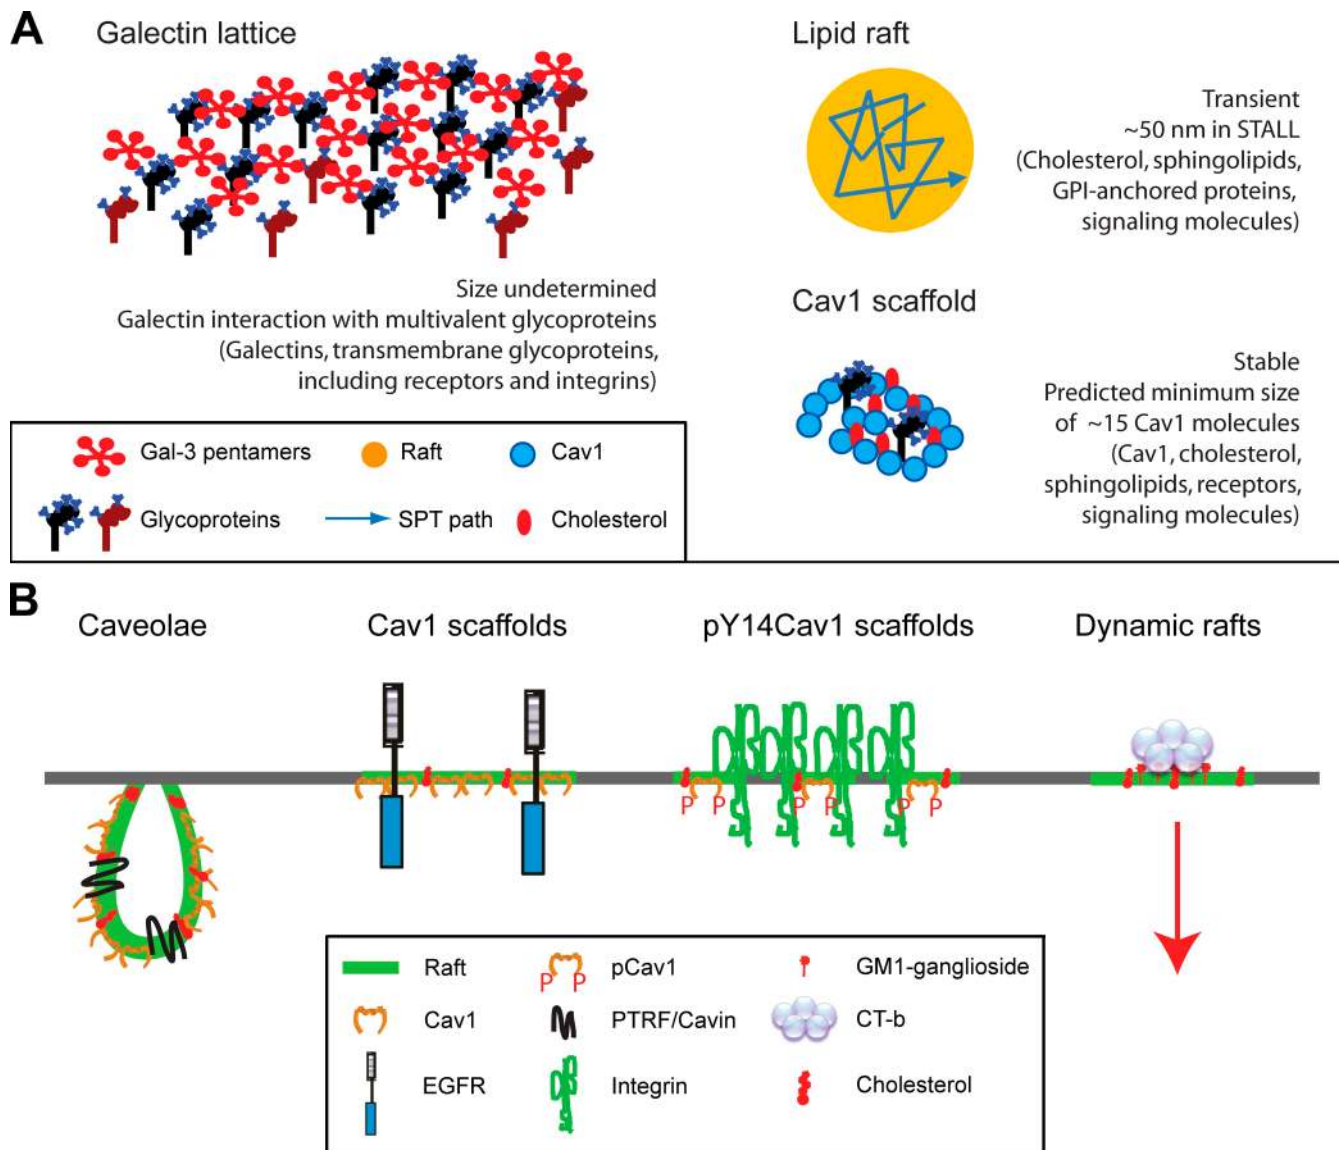 A
Galectin lattice
Size undetermined
Galectin interaction with multivalent glycoproteins
(Galectins, transmembrane glycoproteins,
including receptors and integrins)
Lipid raft
Transient
~50 nm in STALL
(Cholesterol, sphingolipids,
GPI-anchored proteins,
signaling molecules)
Cav1 scaffold
Stable
Predicted minimum size
of ~15 Cav1 molecules
(Cav1, cholesterol,
sphingolipids, receptors,
signaling molecules)
Gal-3 pentamers
Raft
Cav1
Glycoproteins
SPT path
Cholesterol
B
Caveolae
Cav1 scaffolds
pY14Cav1 scaffolds
Dynamic rafts
P P P P P P
Raft
pCav1
P P
GM1-ganglioside
Cav1
PTRF/Cavin
CT-b
EGFR
Integrin
Cholesterol